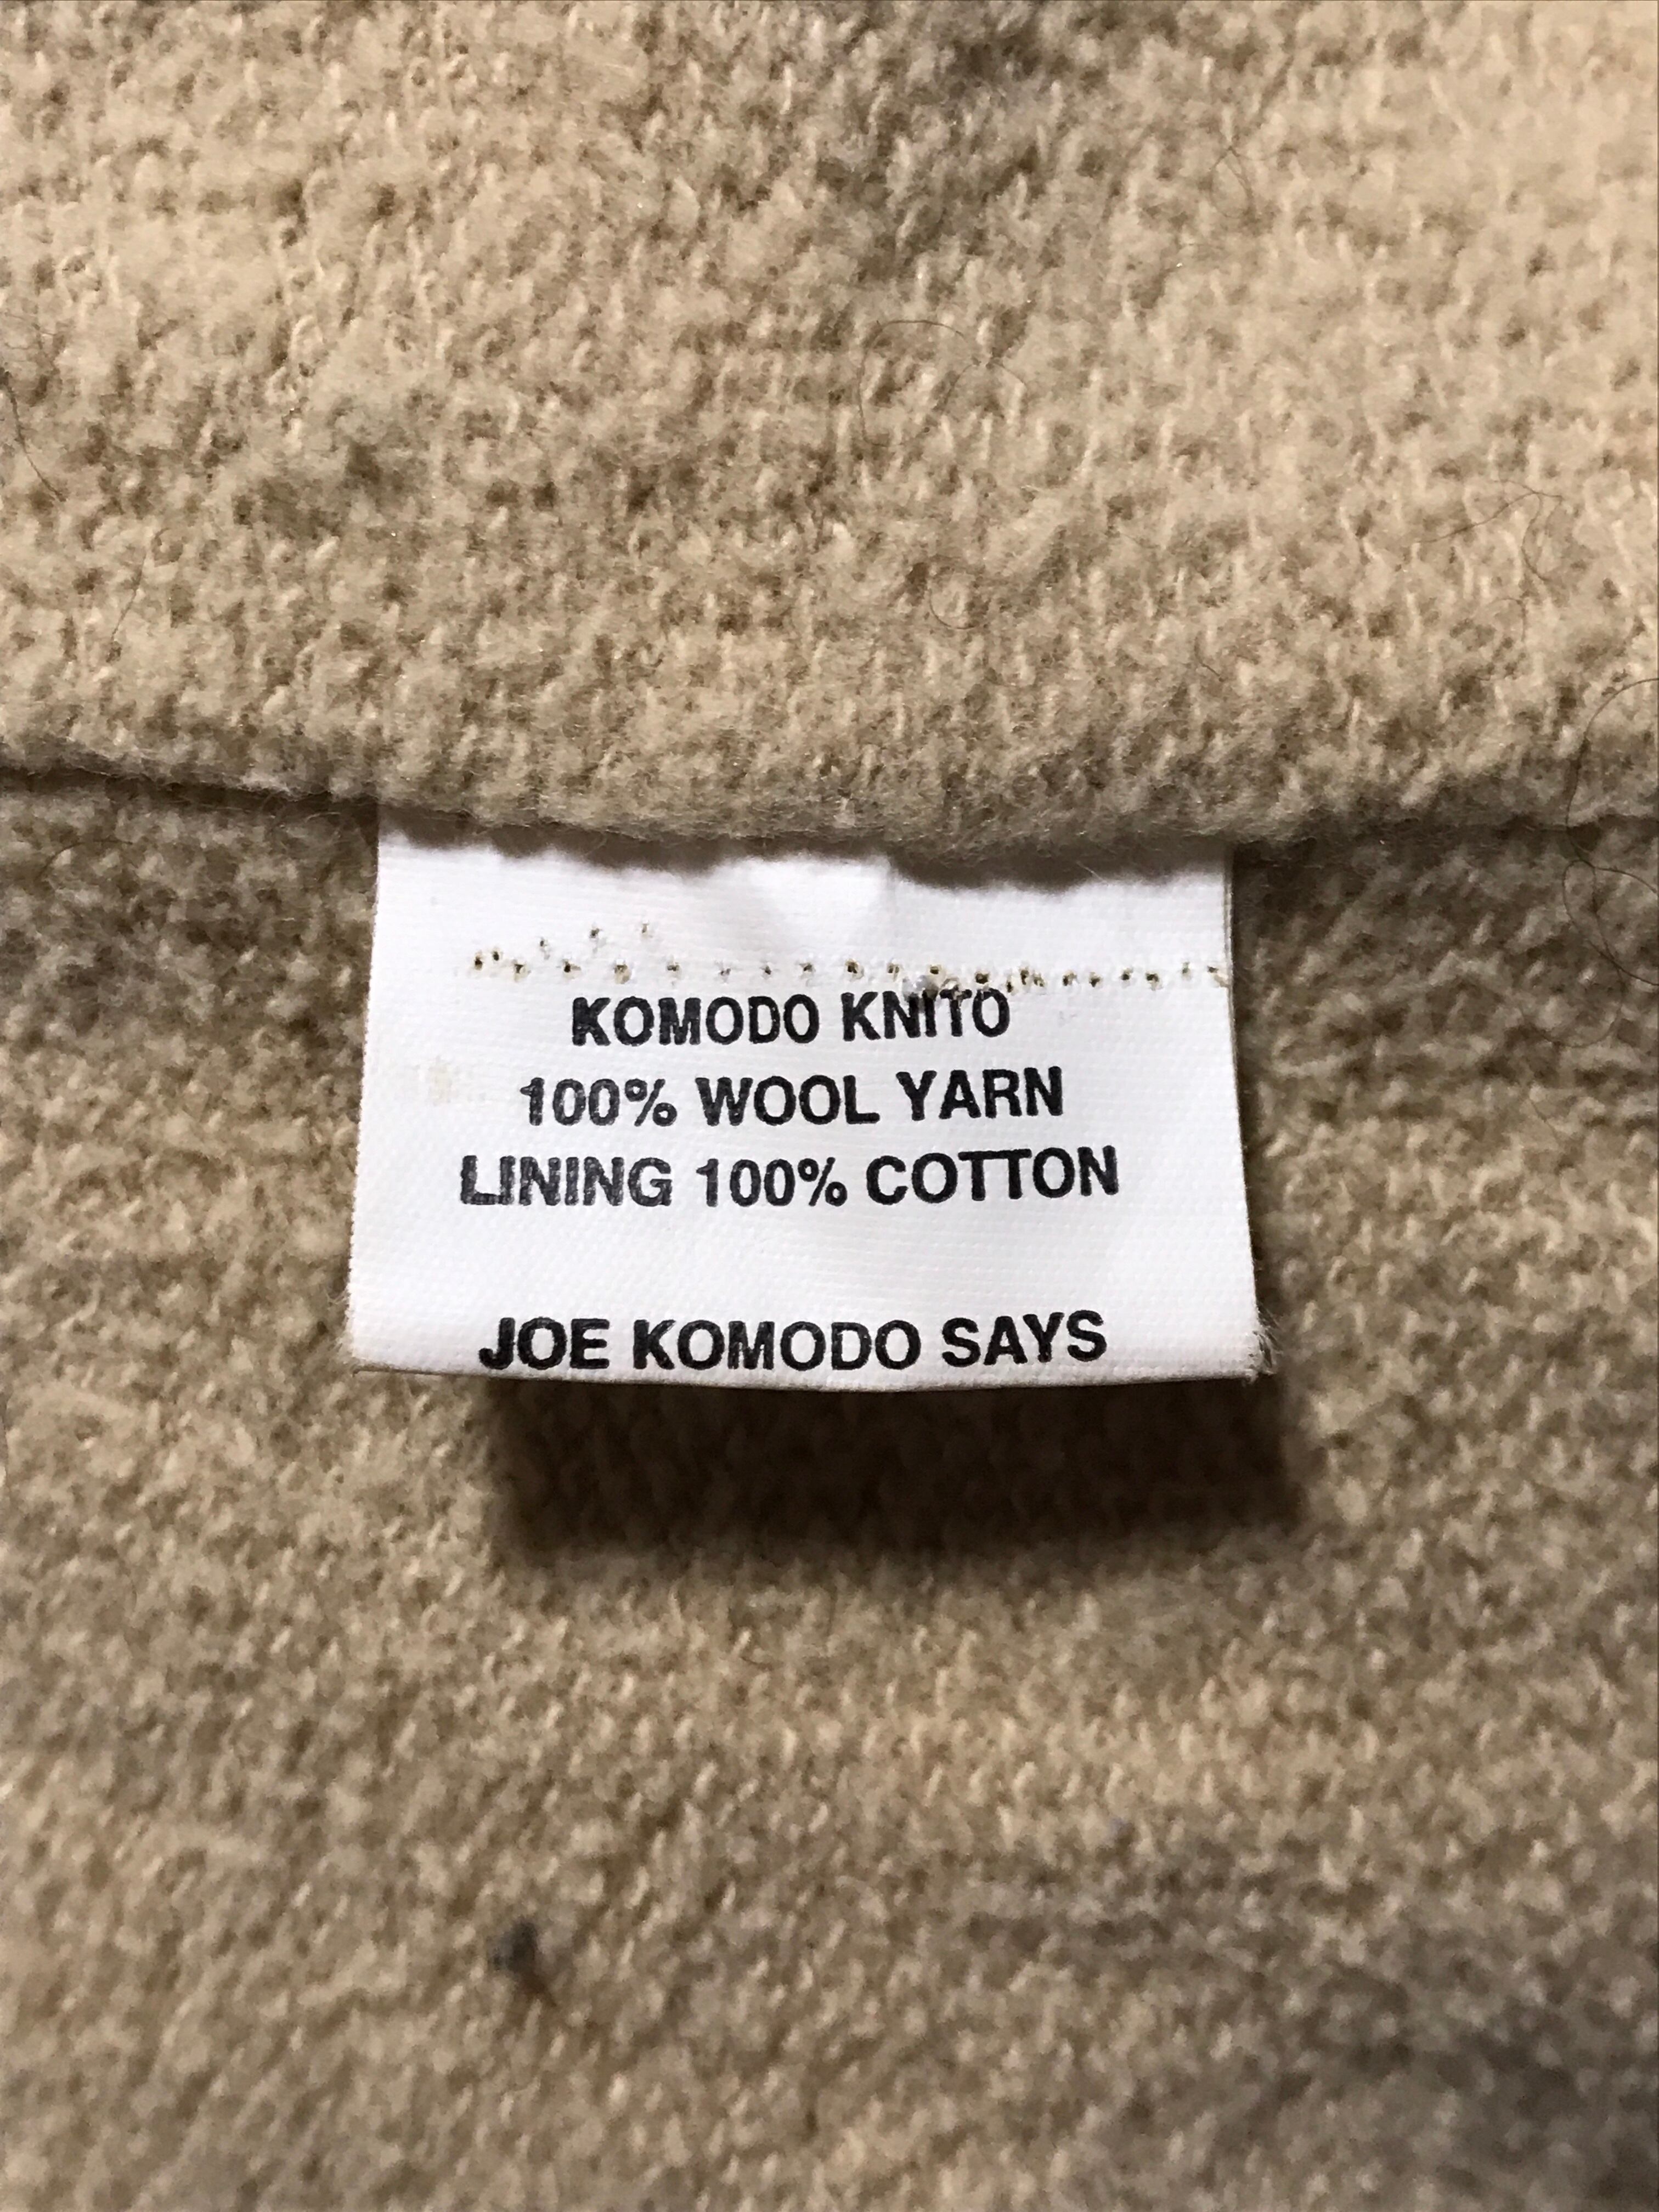 KOMODO KNITO
100% WOOL YARN
LINING 100% COTTON
JOE KOMODO SAYS